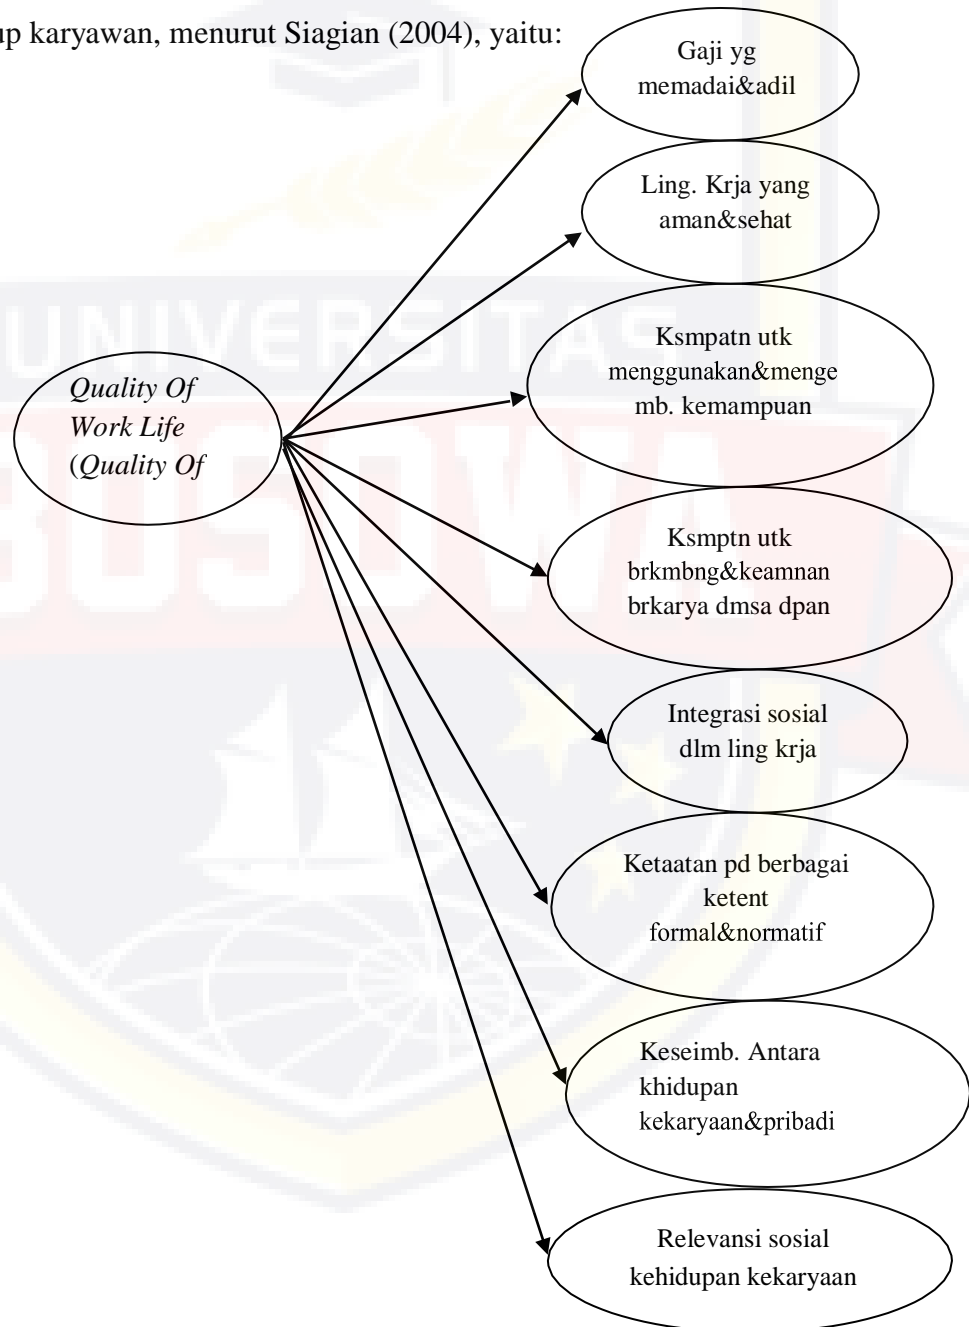 up karyawan, menurut Siagian (2004), yaitu:
Gaji yg
memadai&adil
Ling. Krja yang
aman&sehat
Ksmpatn utk
menggunakan&menge
mb. kemampuan
Quality Of
Work Life
(Quality Of
Ksmptn utk
brkmbng&keamnan
brkarya dmsa dpan
Integrasi sosial
dlm ling krja
Ketaatan pd berbagai
ketent
formal&normatif
Keseimb. Antara
khidupan
kekaryaan&pribadi
Relevansi sosial
kehidupan kekaryaan
UNIVERSITAS
BOSOWA